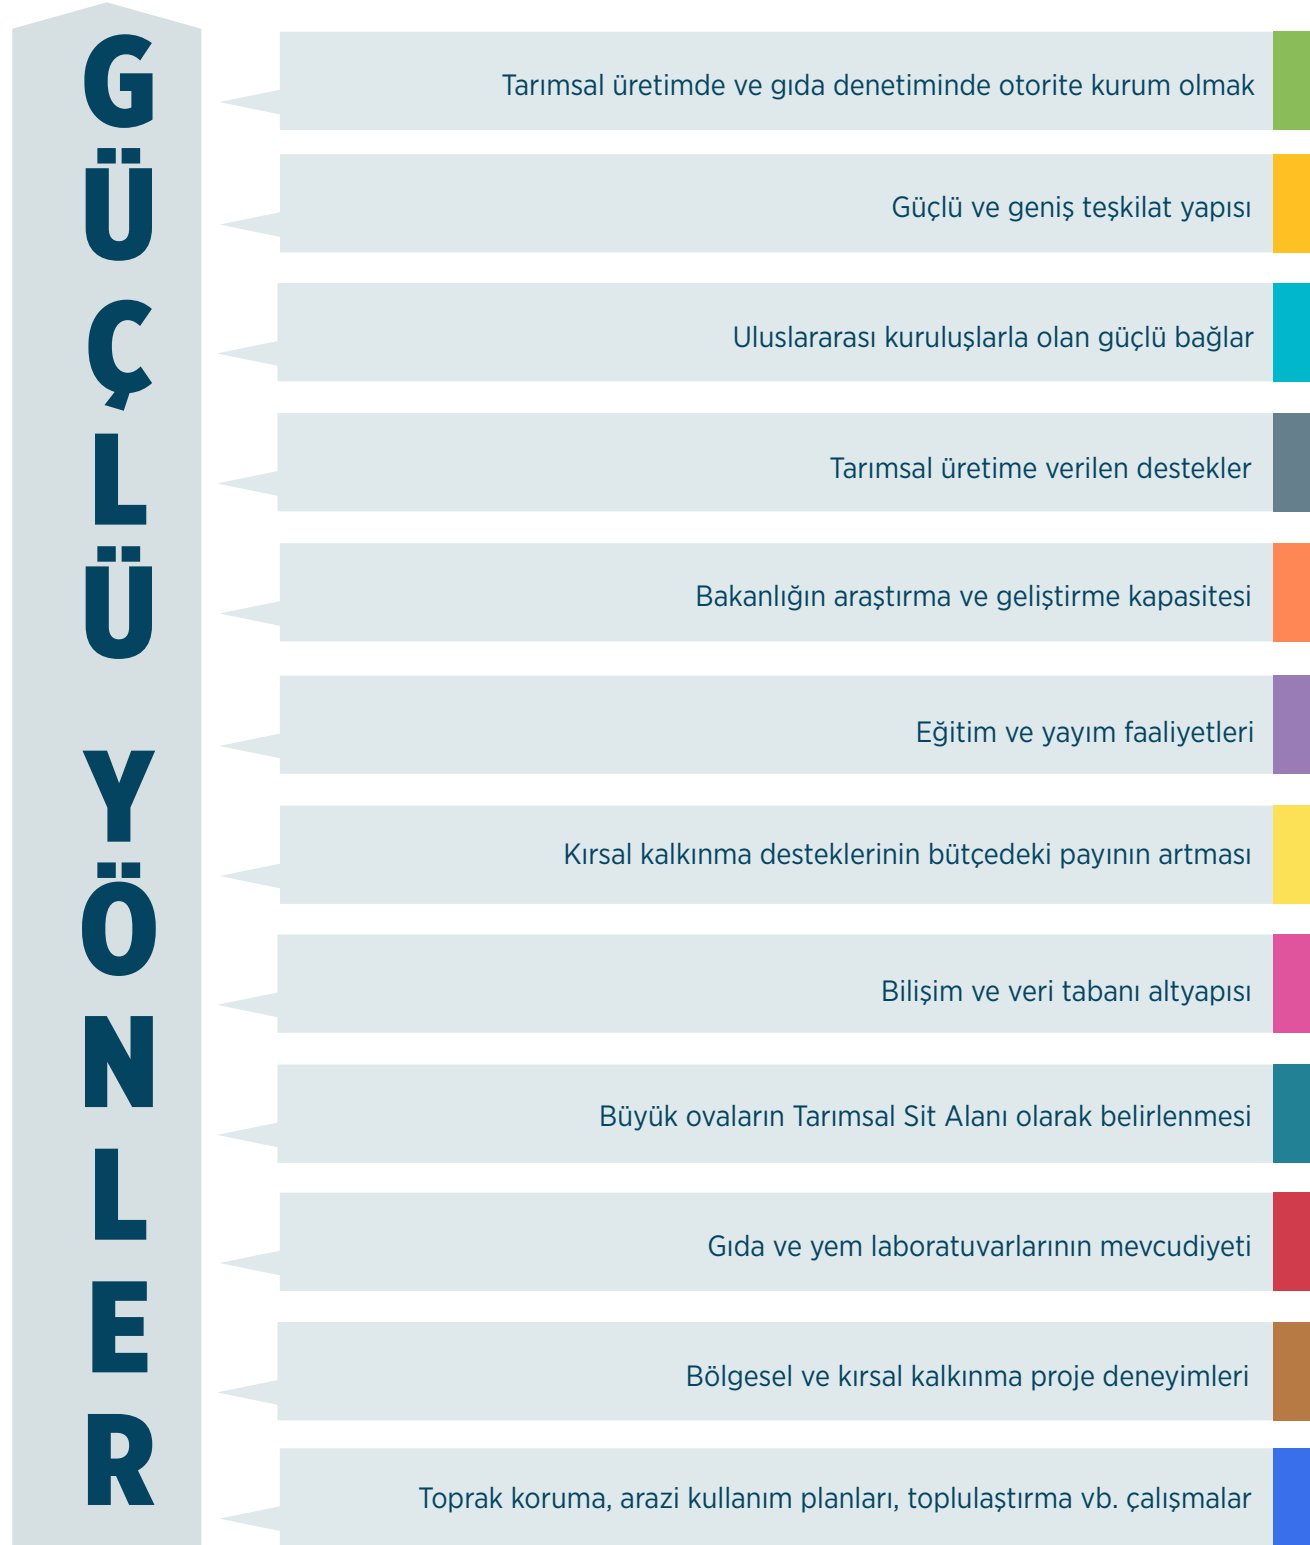 GÜÇLÜ YÖNLER
Tarımsal üretimde ve gıda denetiminde otorite kurum olmak
Güçlü ve geniş teşkilat yapısı
Uluslararası kuruluşlarla olan güçlü bağlar
Tarımsal üretime verilen destekler
Bakanlığın araştırma ve geliştirme kapasitesi
Eğitim ve yayım faaliyetleri
Kırsal kalkınma desteklerinin bütçedeki payının artması
Bilişim ve veri tabanı altyapısı
Büyük ovaların Tarımsal Sit Alanı olarak belirlenmesi
Gıda ve yem laboratuvarlarının mevcudiyeti
Bölgesel ve kırsal kalkınma proje deneyimleri
Toprak koruma, arazi kullanım planları, toplulaştırma vb. çalışmalar